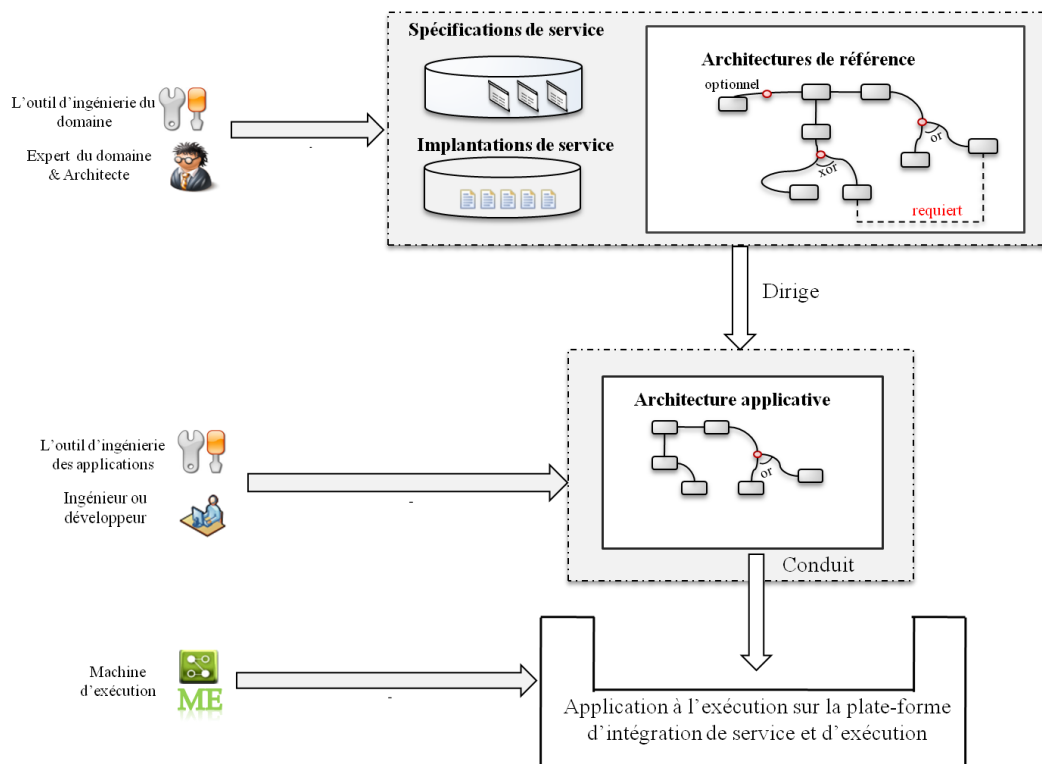 Spécifications de service
Architectures de référence
optionnel
L'outil d'ingénierie du
domaine
or
Expert du domaine
& Architecte
Implantations de service
xor
requiert
Dirige
Architecture applicative
L'outil d'ingénierie
des applications
or
Ingénieur ou
développeur
Conduit
Machine
d'exécution
ME
Application à l'exécution sur la plate-forme
d'intégration de service et d'exécution